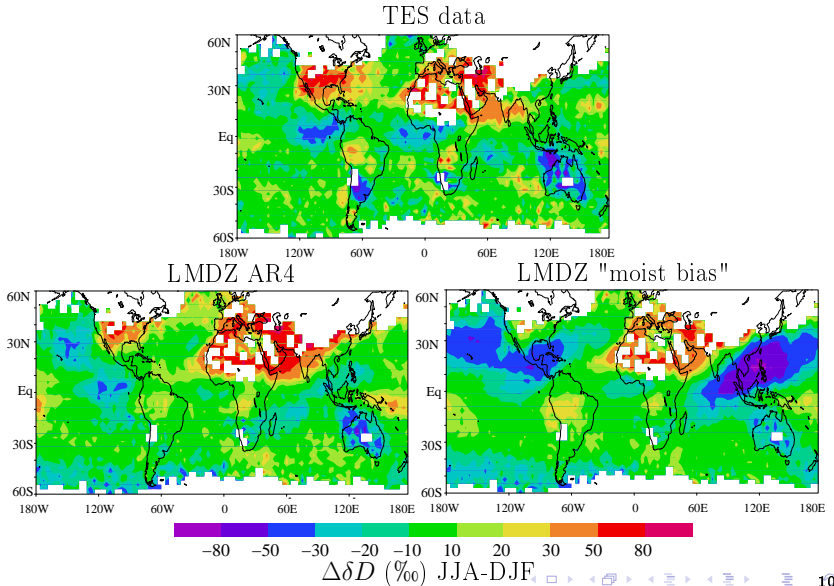 TES data
60N
30N
Eq
30S
60S
180W 120W 60W 0 60E 120E 180E
LMDZ AR4
60N
30N
Eq
30S
60S
180W 120W 60W 0 60E 120E 180E
LMDZ "moist bias"
180W 120W 60W 0 60E 120E 180E
60N
30N
Eq
30S
60S
−80 −50 −30 −20 −10 10 20 30 50 80
ΔδD (‰) JJA-DJF
19